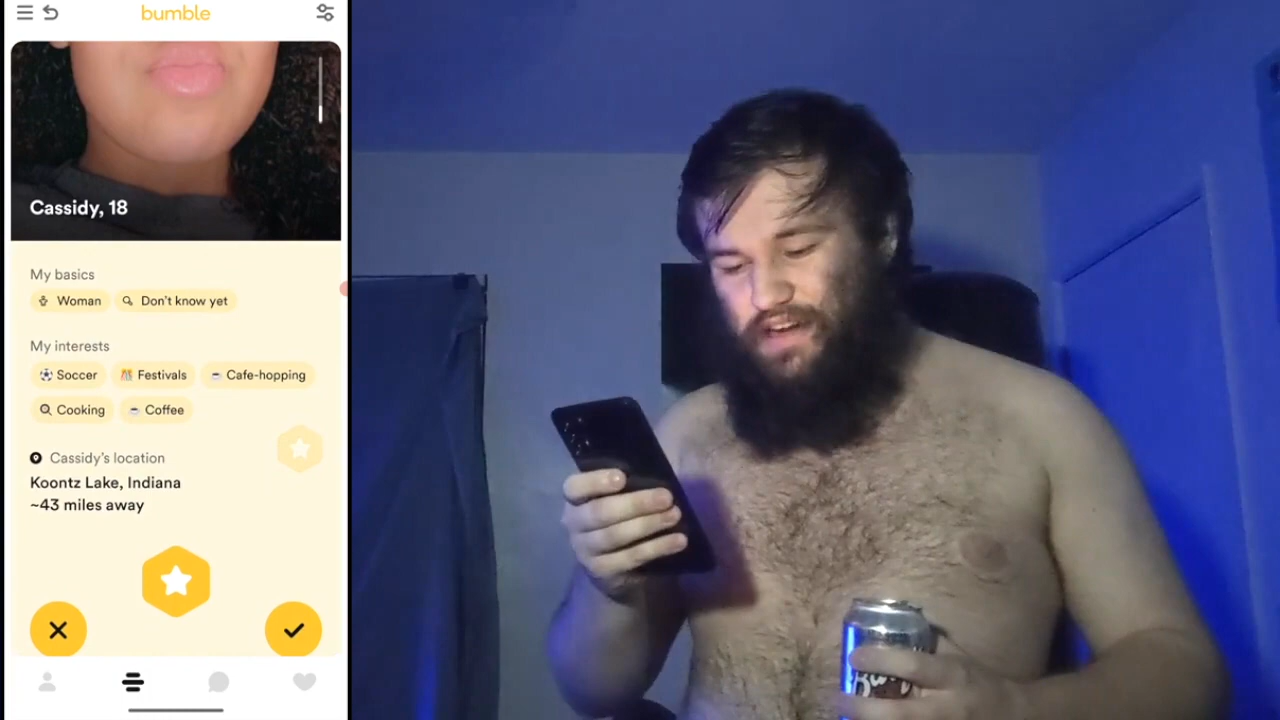 bumble
Cassidy, 18
My basics
Woman Don't know yet
My interests
Soccer Festivals Cafe-hopping
Cooking Coffee
Cassidy's location
Koontz Lake, Indiana
~43 miles away